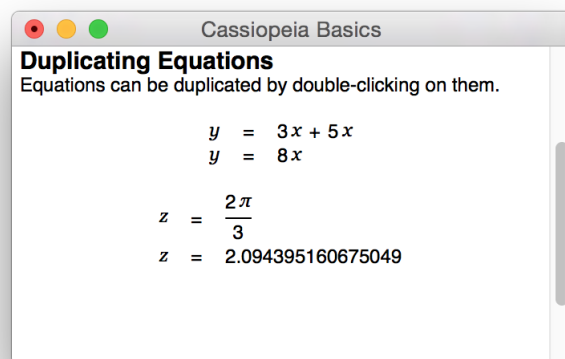 Cassiopeia Basics
Duplicating Equations
Equations can be duplicated by double-clicking on them.
y = 3x + 5x
y = 8x
z = 2π/3
z = 2.094395160675049